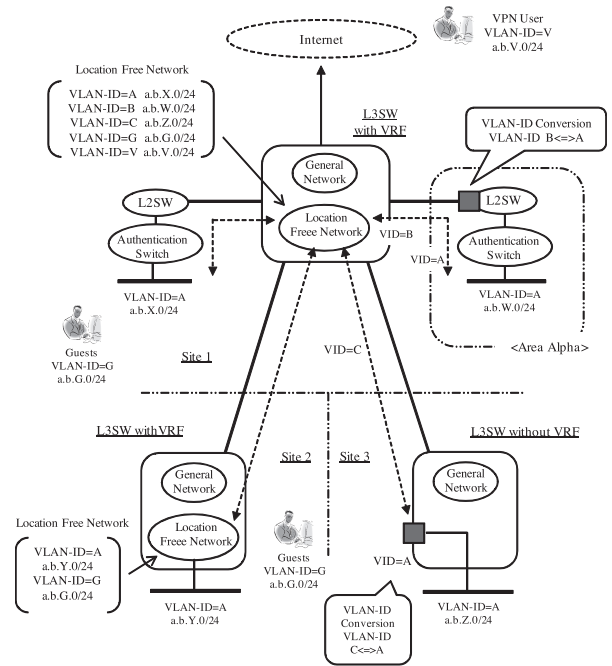 VPN User
VLAN-ID=V
a.b.V.0/24
Internet
Location Free Network
VLAN-ID=A a.b.X.0/24
VLAN-ID=B a.b.W.0/24
VLAN-ID=C a.b.Z.0/24
VLAN-ID=G a.b.G.0/24
VLAN-ID=V a.b.V.0/24
L3SW
with VRF
VLAN-ID Conversion
VLAN-ID B<=>A
General
Network
L2SW
L2SW
Location
Freee Network
VID=B
Authentication
Switch
VID=A
Authentication
Switch
VLAN-ID=A
a.b.X.0/24
VLAN-ID=A
a.b.W.0/24
Guests
VLAN-ID=G
a.b.G.0/24
Site 1
VID=C
<Area Alpha>
L3SW withVRF
Site 2
Site 3
L3SW without VRF
General
Network
General
Network
Location Free Network
VLAN-ID=A
a.b.Y.0/24
VLAN-ID=G
a.b.G.0/24
Location
Freee Network
Guests
VLAN-ID=G
a.b.G.0/24
VID=A
VLAN-ID=A
a.b.Y.0/24
VLAN-ID
Conversion
VLAN-ID
C<=>A
VLAN-ID=A
a.b.Z.0/24